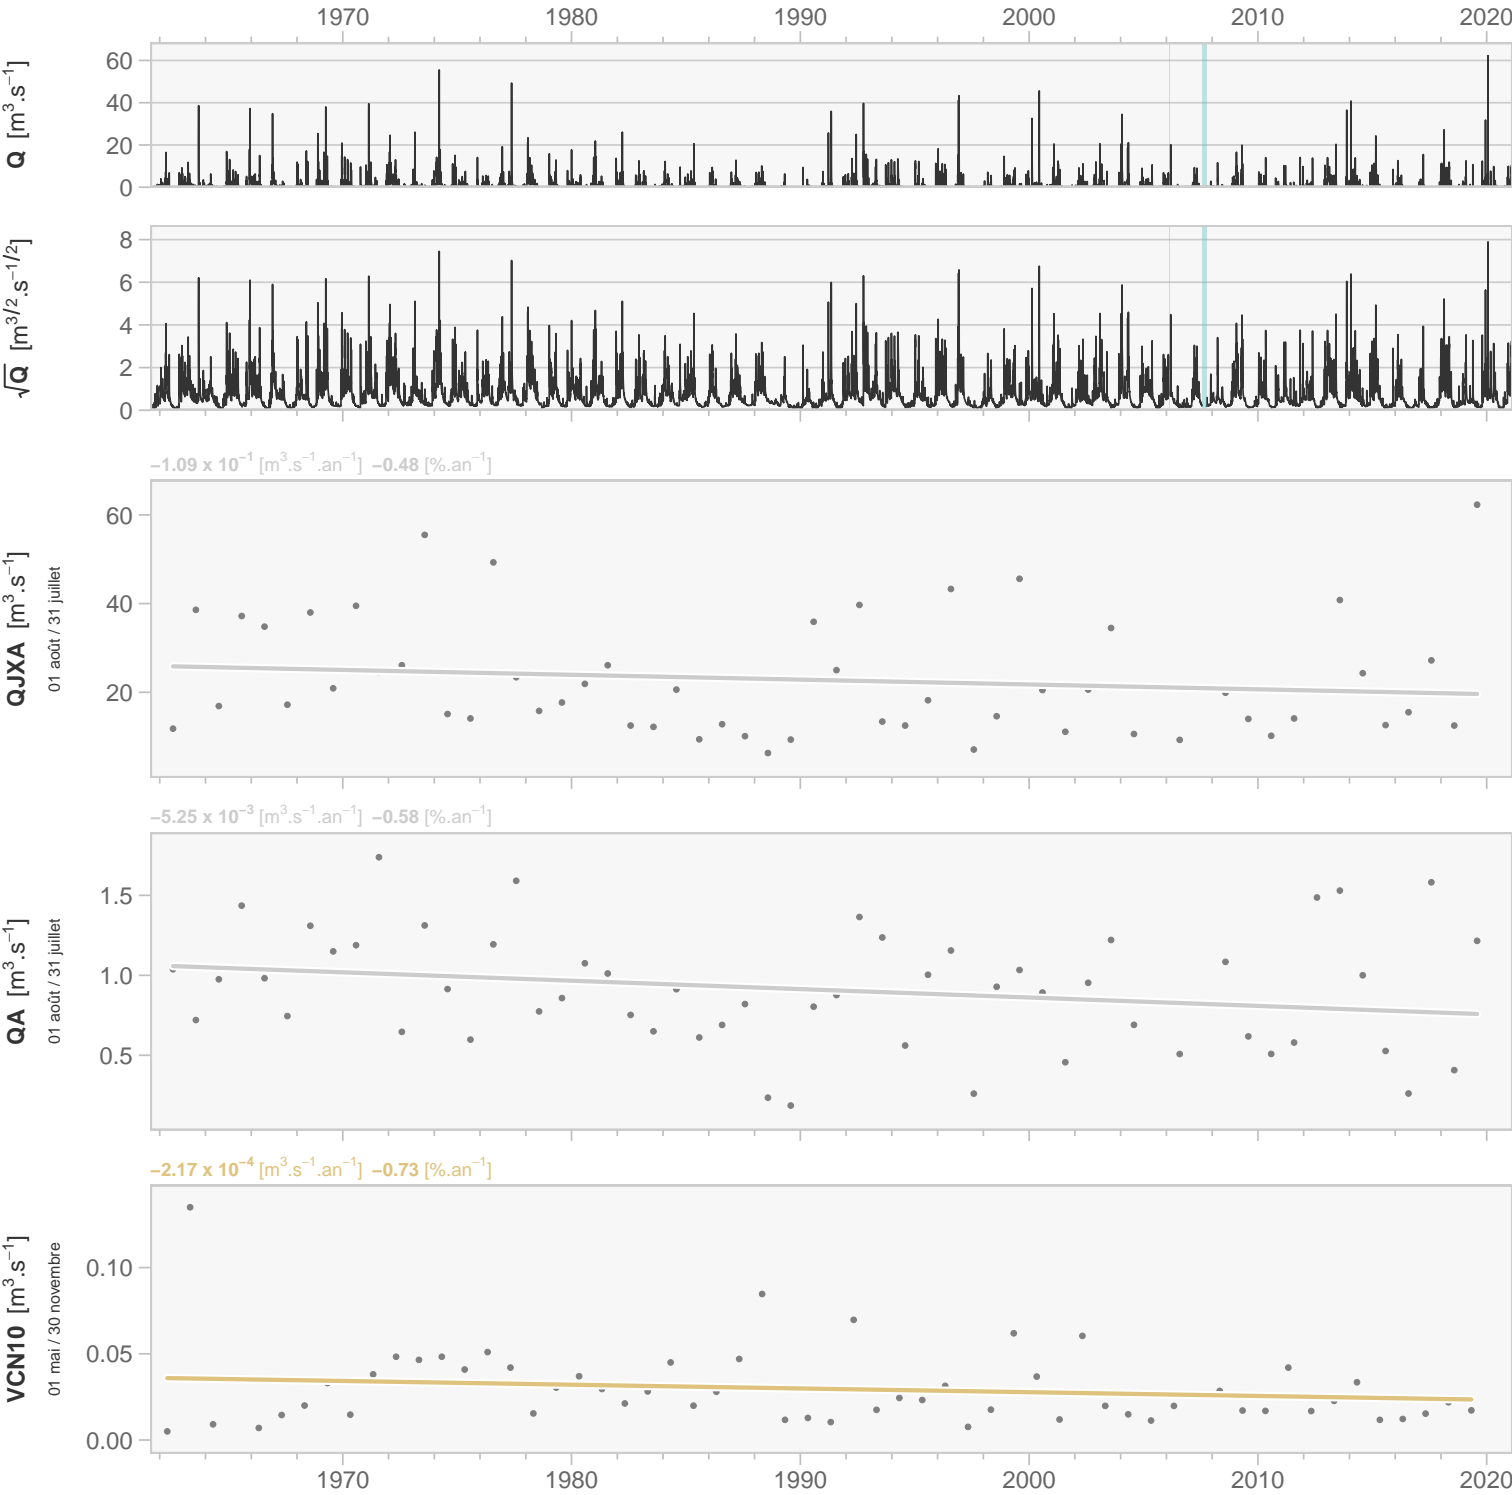 1970 1980 1990 2000 2010 2020
Q [m³.s⁻¹]
60
40
20
0
√Q [m³ᐟ².s⁻¹ᐟ²]
8
6
4
2
0
−1.09 x 10⁻¹ [m³.s⁻¹.an⁻¹] −0.48 [%.an⁻¹]
QJXA [m³.s⁻¹]
01 août / 31 juillet
60
40
20
−5.25 x 10⁻³ [m³.s⁻¹.an⁻¹] −0.58 [%.an⁻¹]
QA [m³.s⁻¹]
01 août / 31 juillet
1.5
1.0
0.5
−2.17 x 10⁻⁴ [m³.s⁻¹.an⁻¹] −0.73 [%.an⁻¹]
VCN10 [m³.s⁻¹]
01 mai / 30 novembre
0.10
0.05
0.00
1970 1980 1990 2000 2010 2020